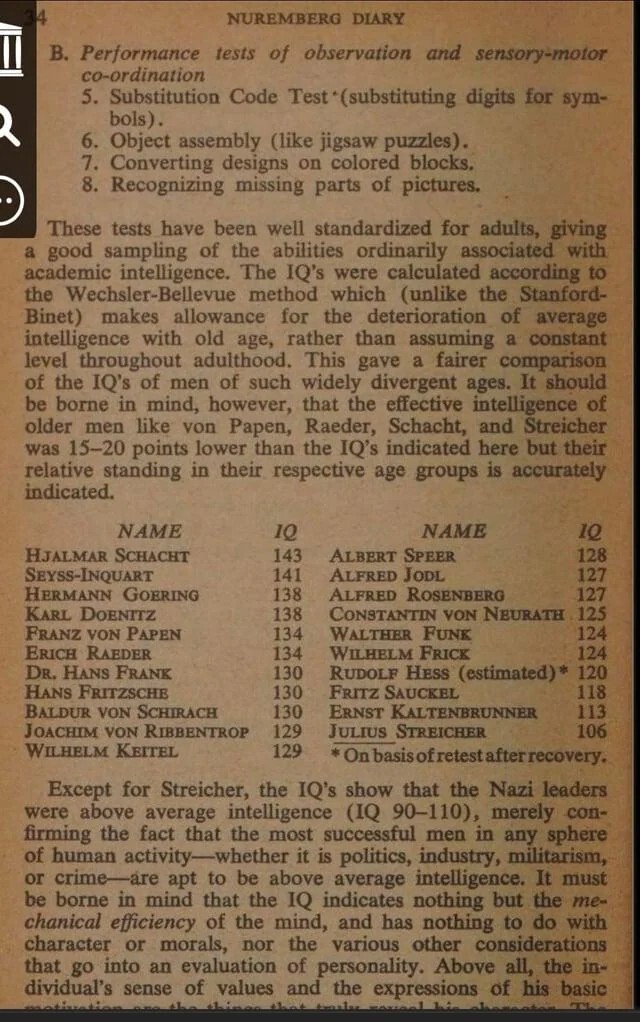 34 NUREMBERG DIARY
B. Performance tests of observation and sensory-motor
co-ordination
5. Substitution Code Test (substituting digits for sym-
bols).
6. Object assembly (like jigsaw puzzles).
7. Converting designs on colored blocks.
8. Recognizing missing parts of pictures.
These tests have been well standardized for adults, giving
a good sampling of the abilities ordinarily associated with
academic intelligence. The IQ's were calculated according to
the Wechsler-Bellevue method which (unlike the Stanford-
Binet) makes allowance for the deterioration of average
intelligence with old age, rather than assuming a constant
level throughout adulthood. This gave a fairer comparison
of the IQ's of men of such widely divergent ages. It should
be borne in mind, however, that the effective intelligence of
older men like von Papen, Raeder, Schacht, and Streicher
was 15–20 points lower than the IQ's indicated here but their
relative standing in their respective age groups is accurately
indicated.
NAME IQ NAME IQ
HJALMAR SCHACHT 143 ALBERT SPEER 128
SEYSS-INQUART 141 ALFRED JODL 127
HERMANN GOERING 138 ALFRED ROSENBERG 127
KARL DOENITZ 138 CONSTANTIN VON NEURATH 125
FRANZ VON PAPEN 134 WALTHER FUNK 124
ERICH RAEDER 134 WILHELM FRICK 124
DR. HANS FRANK 130 RUDOLF HESS (estimated)* 120
HANS FRITZSCHE 130 FRITZ SAUCKEL 118
BALDUR VON SCHIRACH 130 ERNST KALTENBRUNNER 113
JOACHIM VON RIBBENTROP 129 JULIUS STREICHER 106
WILHELM KEITEL 129 * On basis of retest after recovery.
Except for Streicher, the IQ's show that the Nazi leaders
were above average intelligence (IQ 90–110), merely con-
firming the fact that the most successful men in any sphere
of human activity—whether it is politics, industry, militarism,
or crime—are apt to be above average intelligence. It must
be borne in mind that the IQ indicates nothing but the me-
chanical efficiency of the mind, and has nothing to do with
character or morals, nor the various other considerations
that go into an evaluation of personality. Above all, the in-
dividual's sense of values and the expressions of his basic
motivation are the things that truly reveal his character. The